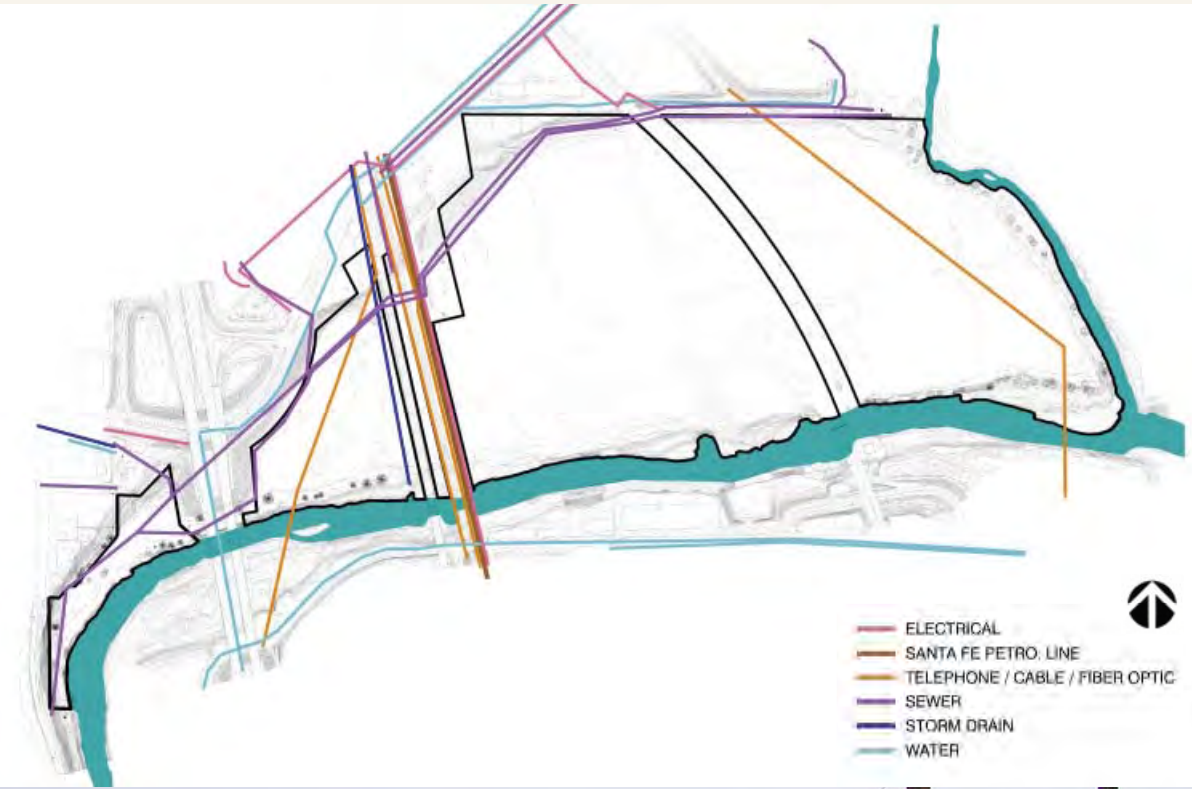 ELECTRICAL
SANTA FE PETRO. LINE
TELEPHONE / CABLE / FIBER OPTIC
SEWER
STORM DRAIN
WATER